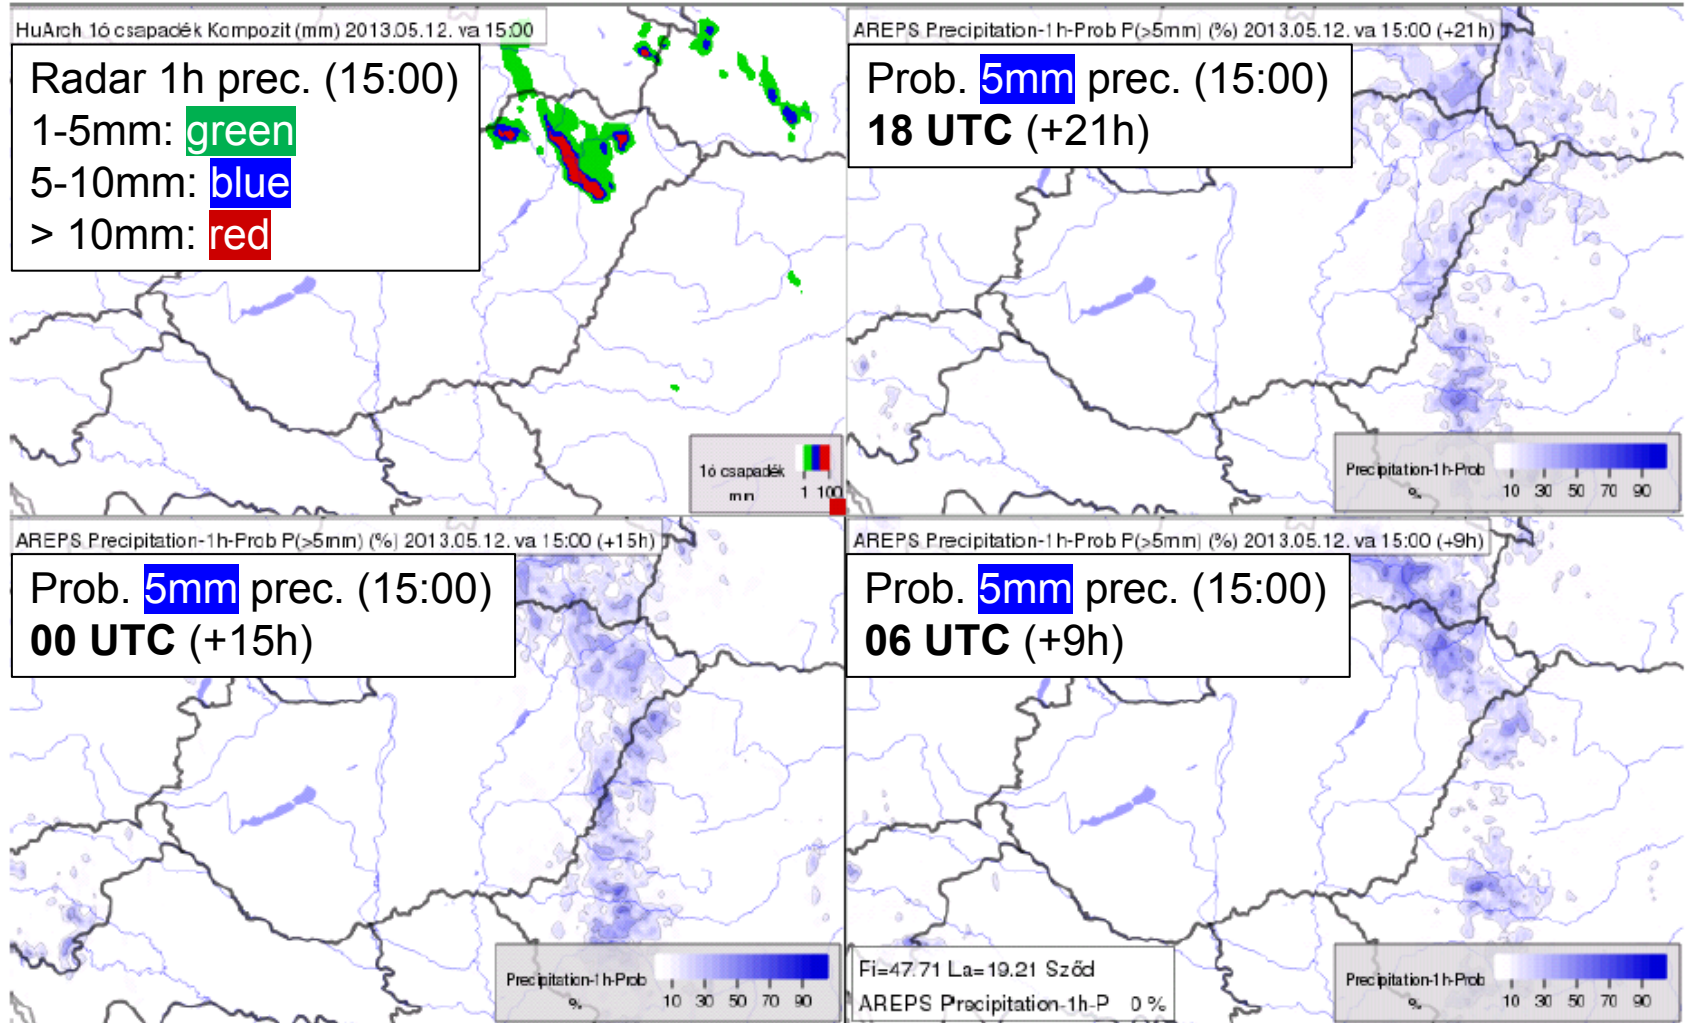 HuArch 1ó csapadék Kompozit (mm) 2013.05.12. va 15:00
Radar 1h prec. (15:00)
1-5mm: green
5-10mm: blue
> 10mm: red
1ó csapadék
mm
1 100
AREPS Precipitation-1h-Prob P(>5mm) (%) 2013.05.12. va 15:00 (+21h)
Prob. 5mm prec. (15:00)
18 UTC (+21h)
Precipitation-1h-Prob
%
10 30 50 70 90
AREPS Precipitation-1h-Prob P(>5mm) (%) 2013.05.12. va 15:00 (+15h)
Prob. 5mm prec. (15:00)
00 UTC (+15h)
Precipitation-1h-Prob
%
10 30 50 70 90
AREPS Precipitation-1h-Prob P(>5mm) (%) 2013.05.12. va 15:00 (+9h)
Prob. 5mm prec. (15:00)
06 UTC (+9h)
Fi=47.71 La=19.21 Sződ
AREPS Precipitation-1h-P 0 %
Precipitation-1h-Prob
%
10 30 50 70 90